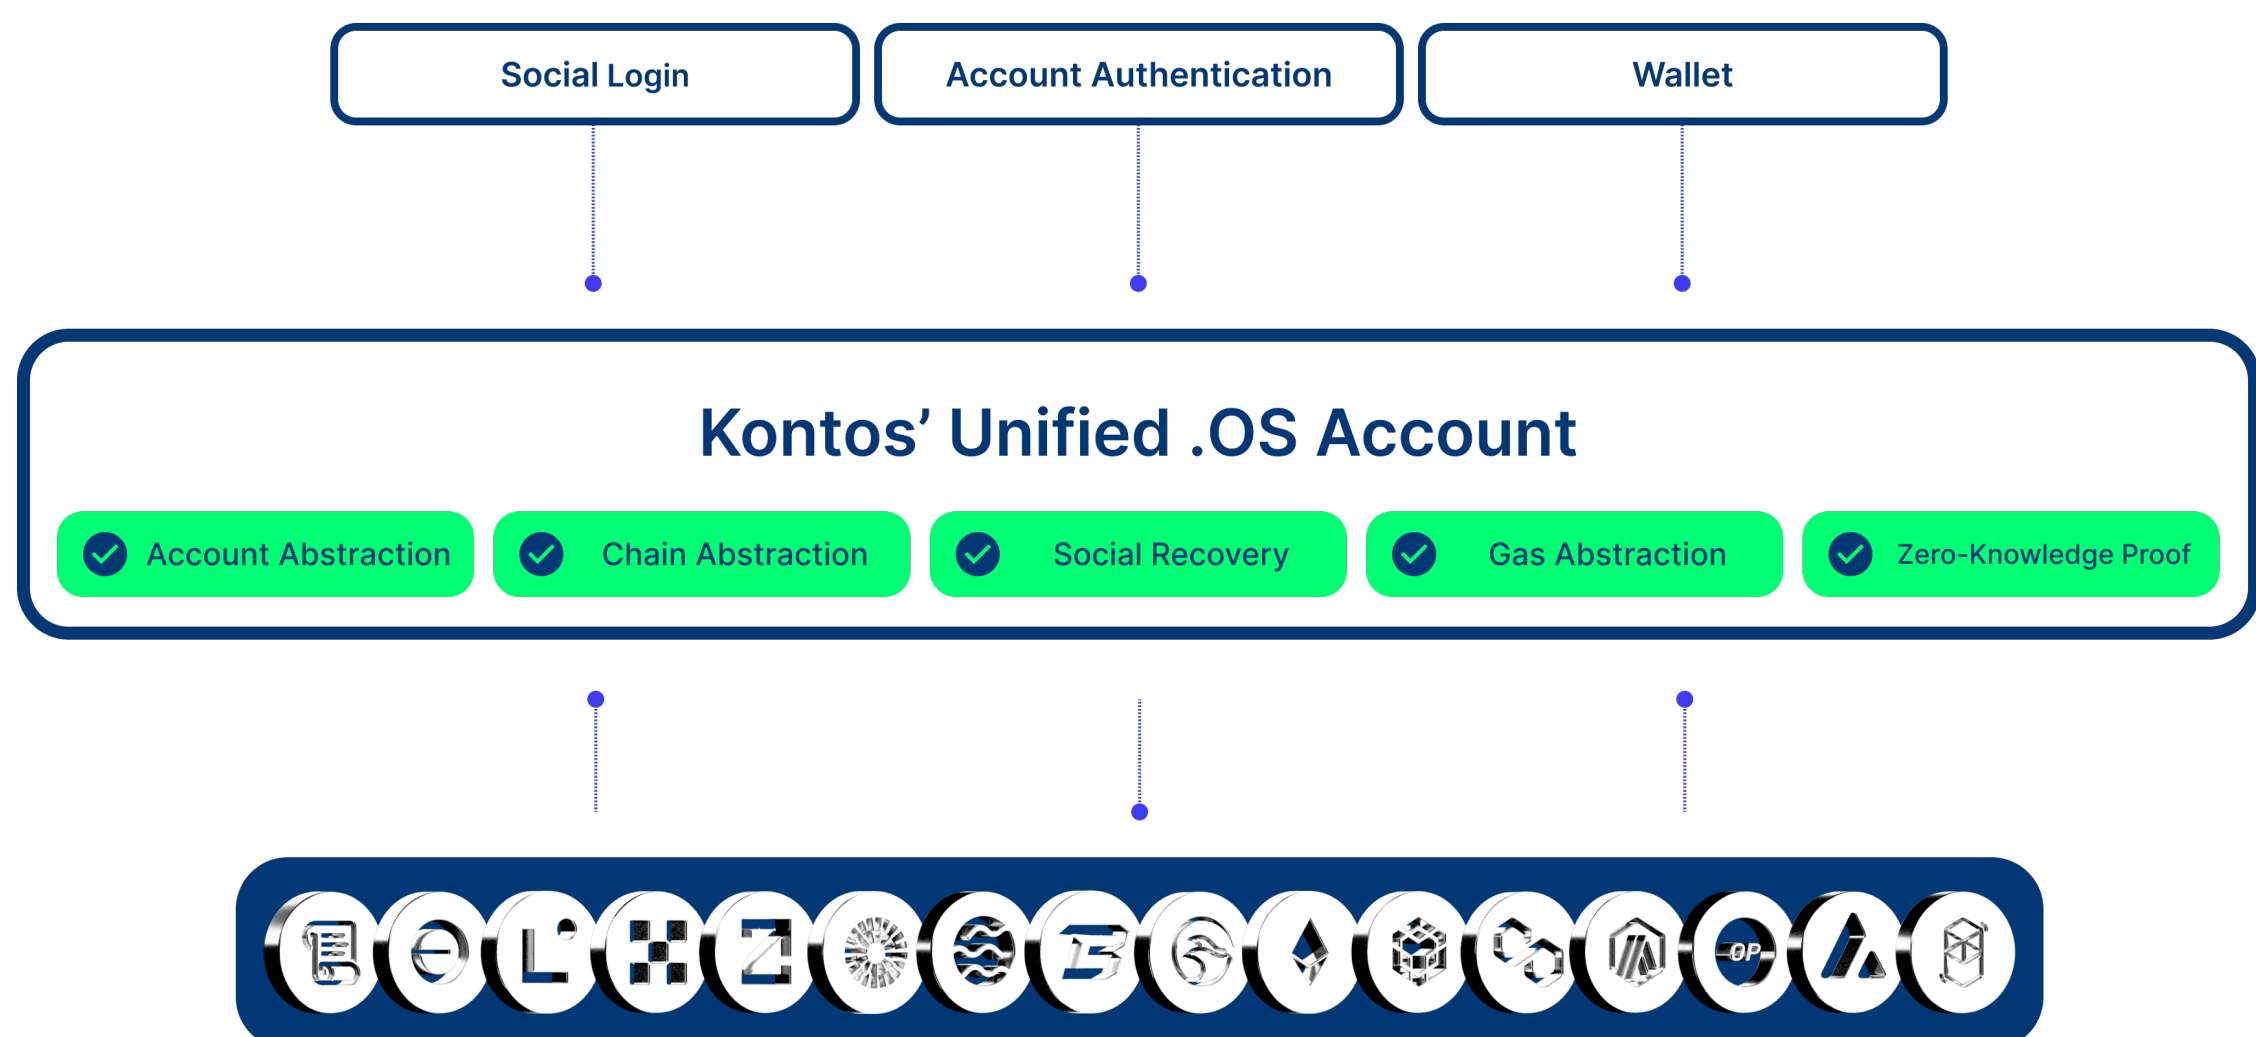 Social Login
Account Authentication
Wallet
Kontos’ Unified .OS Account
Account Abstraction
Chain Abstraction
Social Recovery
Gas Abstraction
Zero-Knowledge Proof
OP